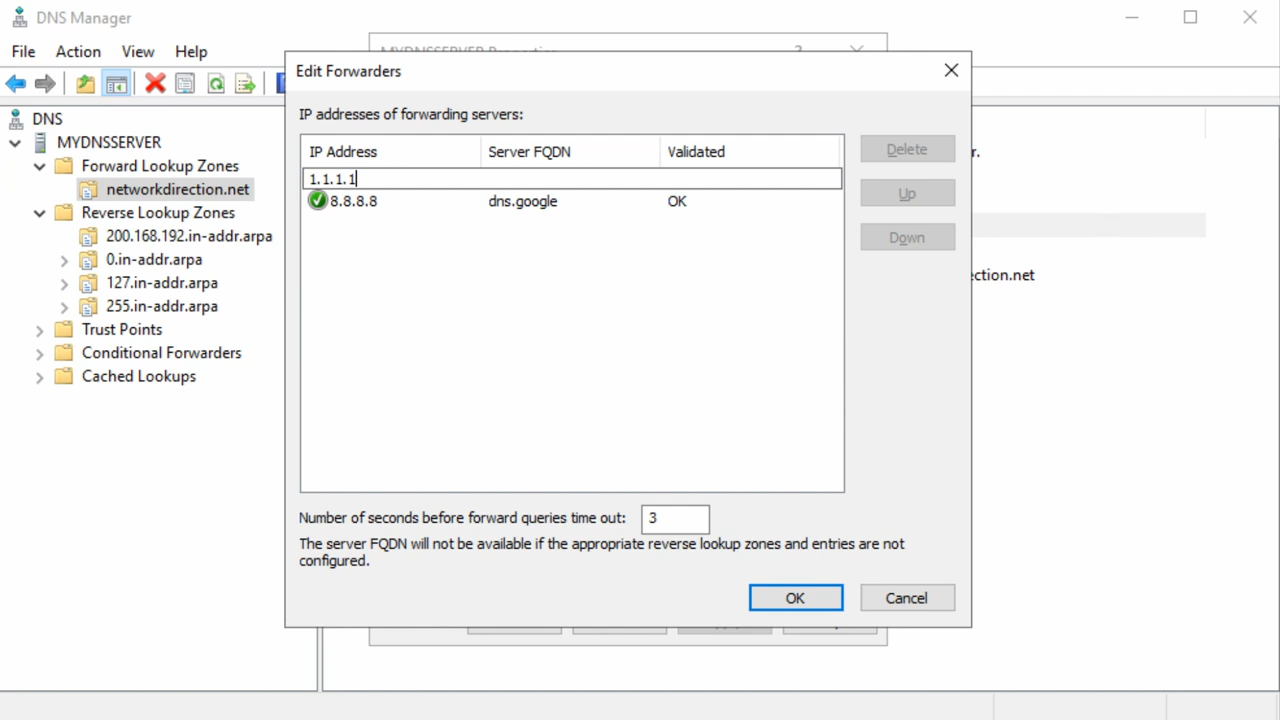 DNS Manager
File Action View Help
DNS
MYDNSSERVER
Forward Lookup Zones
networkdirection.net
Reverse Lookup Zones
200.168.192.in-addr.arpa
0.in-addr.arpa
127.in-addr.arpa
255.in-addr.arpa
Trust Points
Conditional Forwarders
Cached Lookups
MYDNSSERVER Properties
Edit Forwarders
IP addresses of forwarding servers:
IP Address Server FQDN Validated
1.1.1.1
8.8.8.8 dns.google OK
Delete
Up
Down
Number of seconds before forward queries time out: 3
The server FQDN will not be available if the appropriate reverse lookup zones and entries are not
configured.
OK Cancel
r.
ction.net